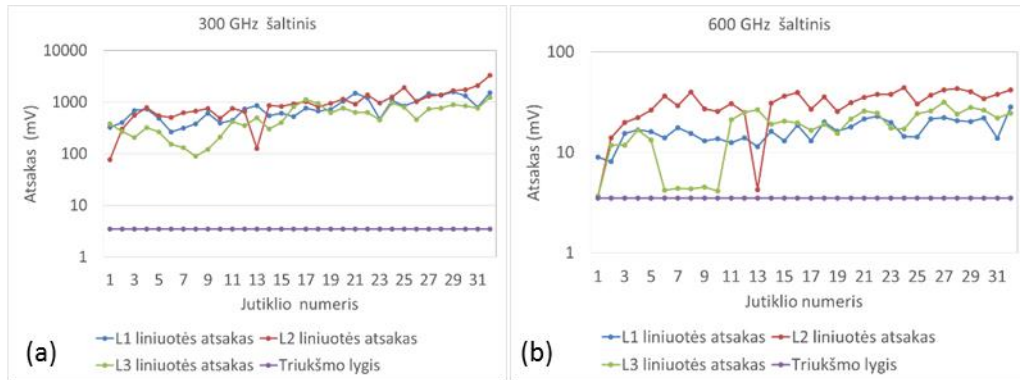 300 GHz šaltinis
10000
1000
100
10
1
Atsakas (mV)
1 3 5 7 9 11 13 15 17 19 21 23 25 27 29 31
Jutiklio numeris
L1 liniuotės atsakas L2 liniuotės atsakas
L3 liniuotės atsakas Triukšmo lygis
(a)
600 GHz šaltinis
100
10
1
Atsakas (mV)
1 3 5 7 9 11 13 15 17 19 21 23 25 27 29 31
Jutiklio numeris
L1 liniuotės atsakas L2 liniuotės atsakas
L3 liniuotės atsakas Triukšmo lygis
(b)